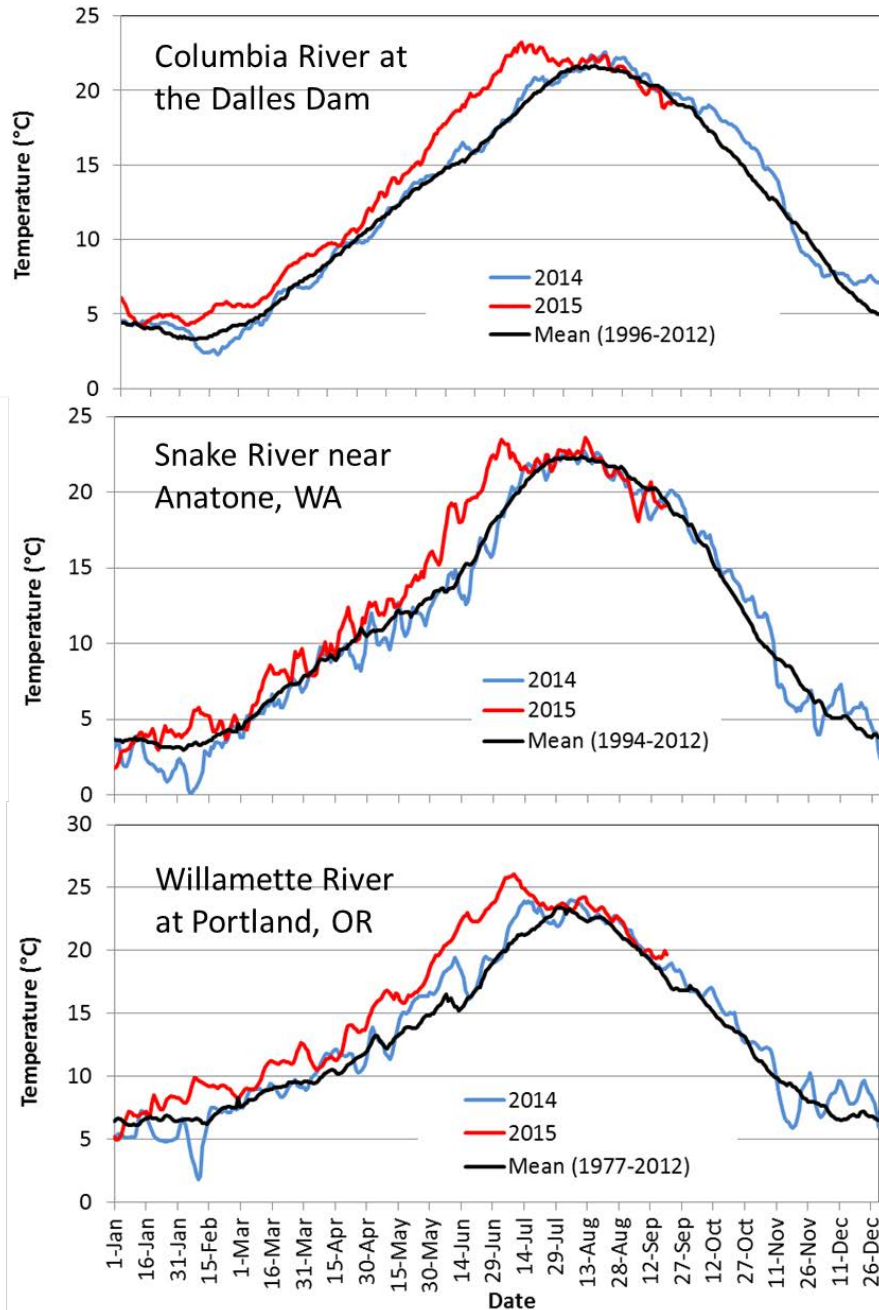 25
20
15
10
5
0
Temperature (°C)
Columbia River at
the Dalles Dam
2014
2015
Mean (1996-2012)
25
20
15
10
5
0
Temperature (°C)
Snake River near
Anatone, WA
2014
2015
Mean (1994-2012)
30
25
20
15
10
5
0
Temperature (°C)
Willamette River
at Portland, OR
2014
2015
Mean (1977-2012)
1-Jan
16-Jan
31-Jan
15-Feb
1-Mar
16-Mar
31-Mar
15-Apr
30-Apr
15-May
30-May
14-Jun
29-Jun
14-Jul
29-Jul
13-Aug
28-Aug
12-Sep
27-Sep
12-Oct
27-Oct
11-Nov
26-Nov
11-Dec
26-Dec
Date